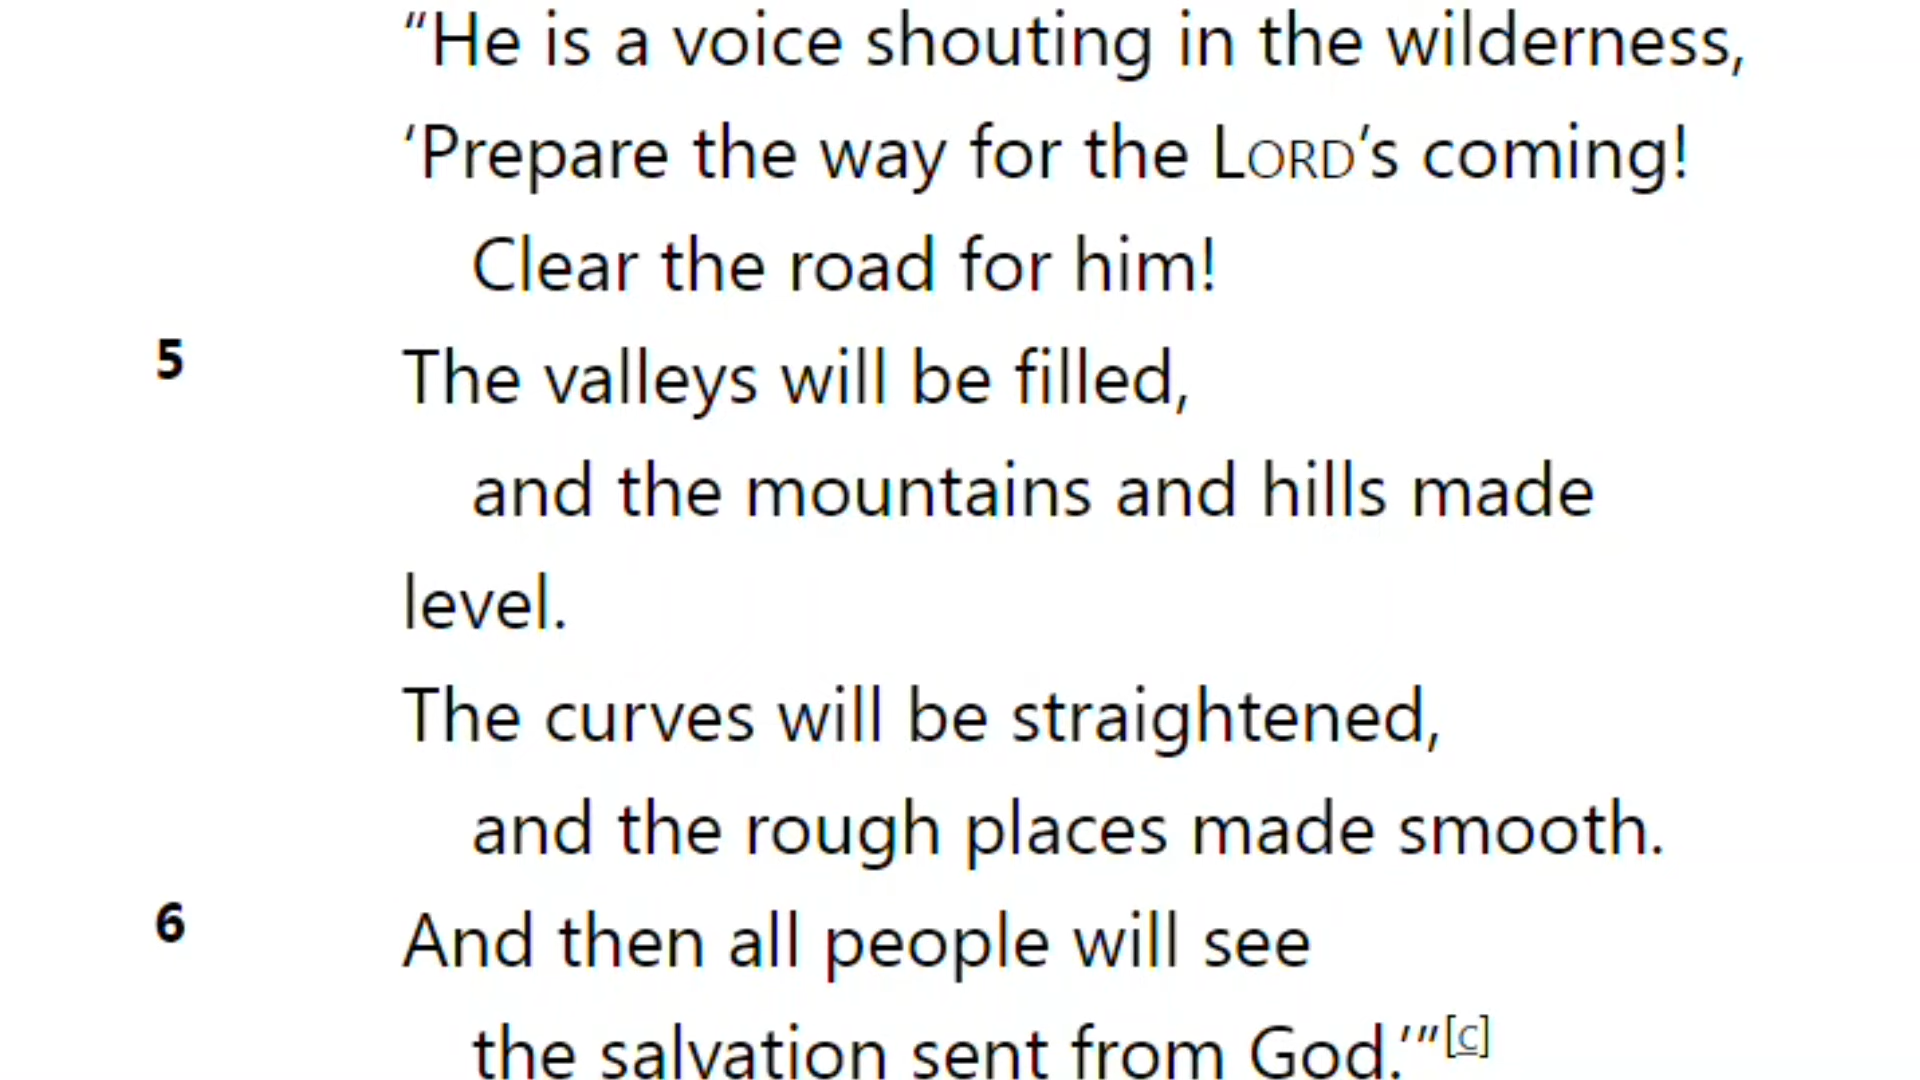 “He is a voice shouting in the wilderness,
‘Prepare the way for the LORD’s coming!
Clear the road for him!
5 The valleys will be filled,
and the mountains and hills made
level.
The curves will be straightened,
and the rough places made smooth.
6 And then all people will see
the salvation sent from God.’”[c]